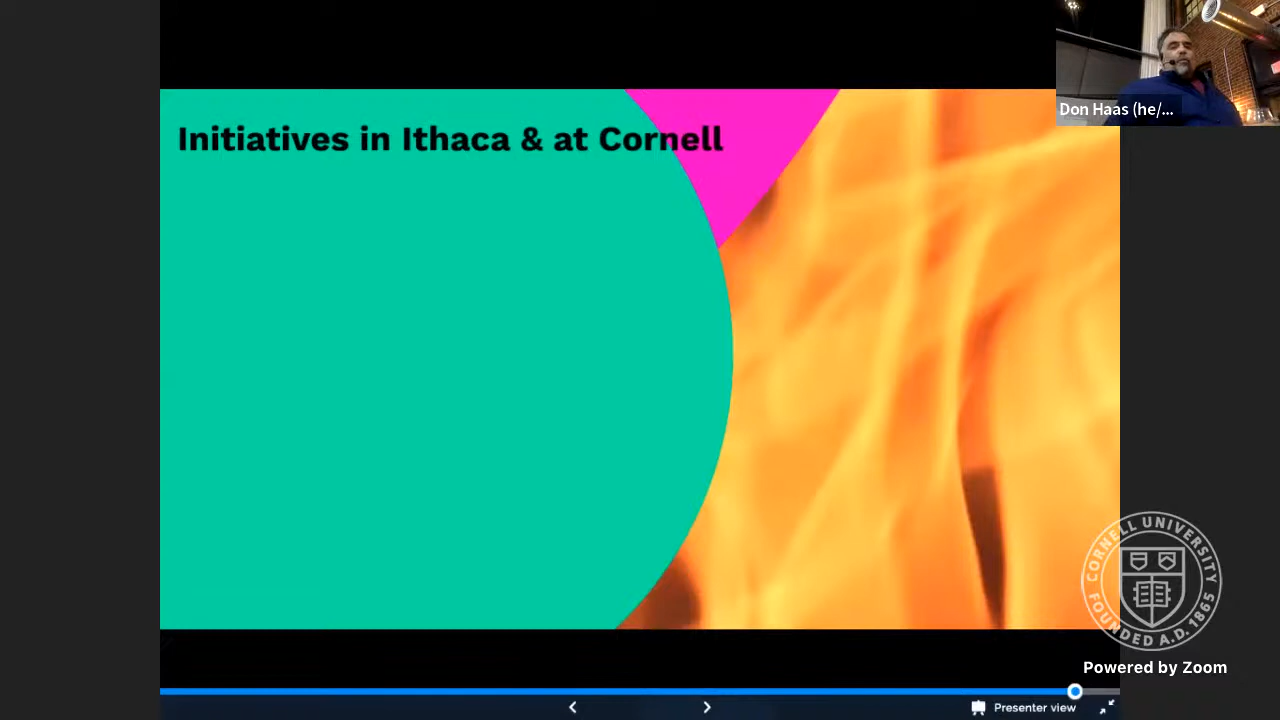 Don Haas (he/...
Initiatives in Ithaca & at Cornell
CORNELL UNIVERSITY
FOUNDED A.D. 1865
Powered by Zoom
Presenter view